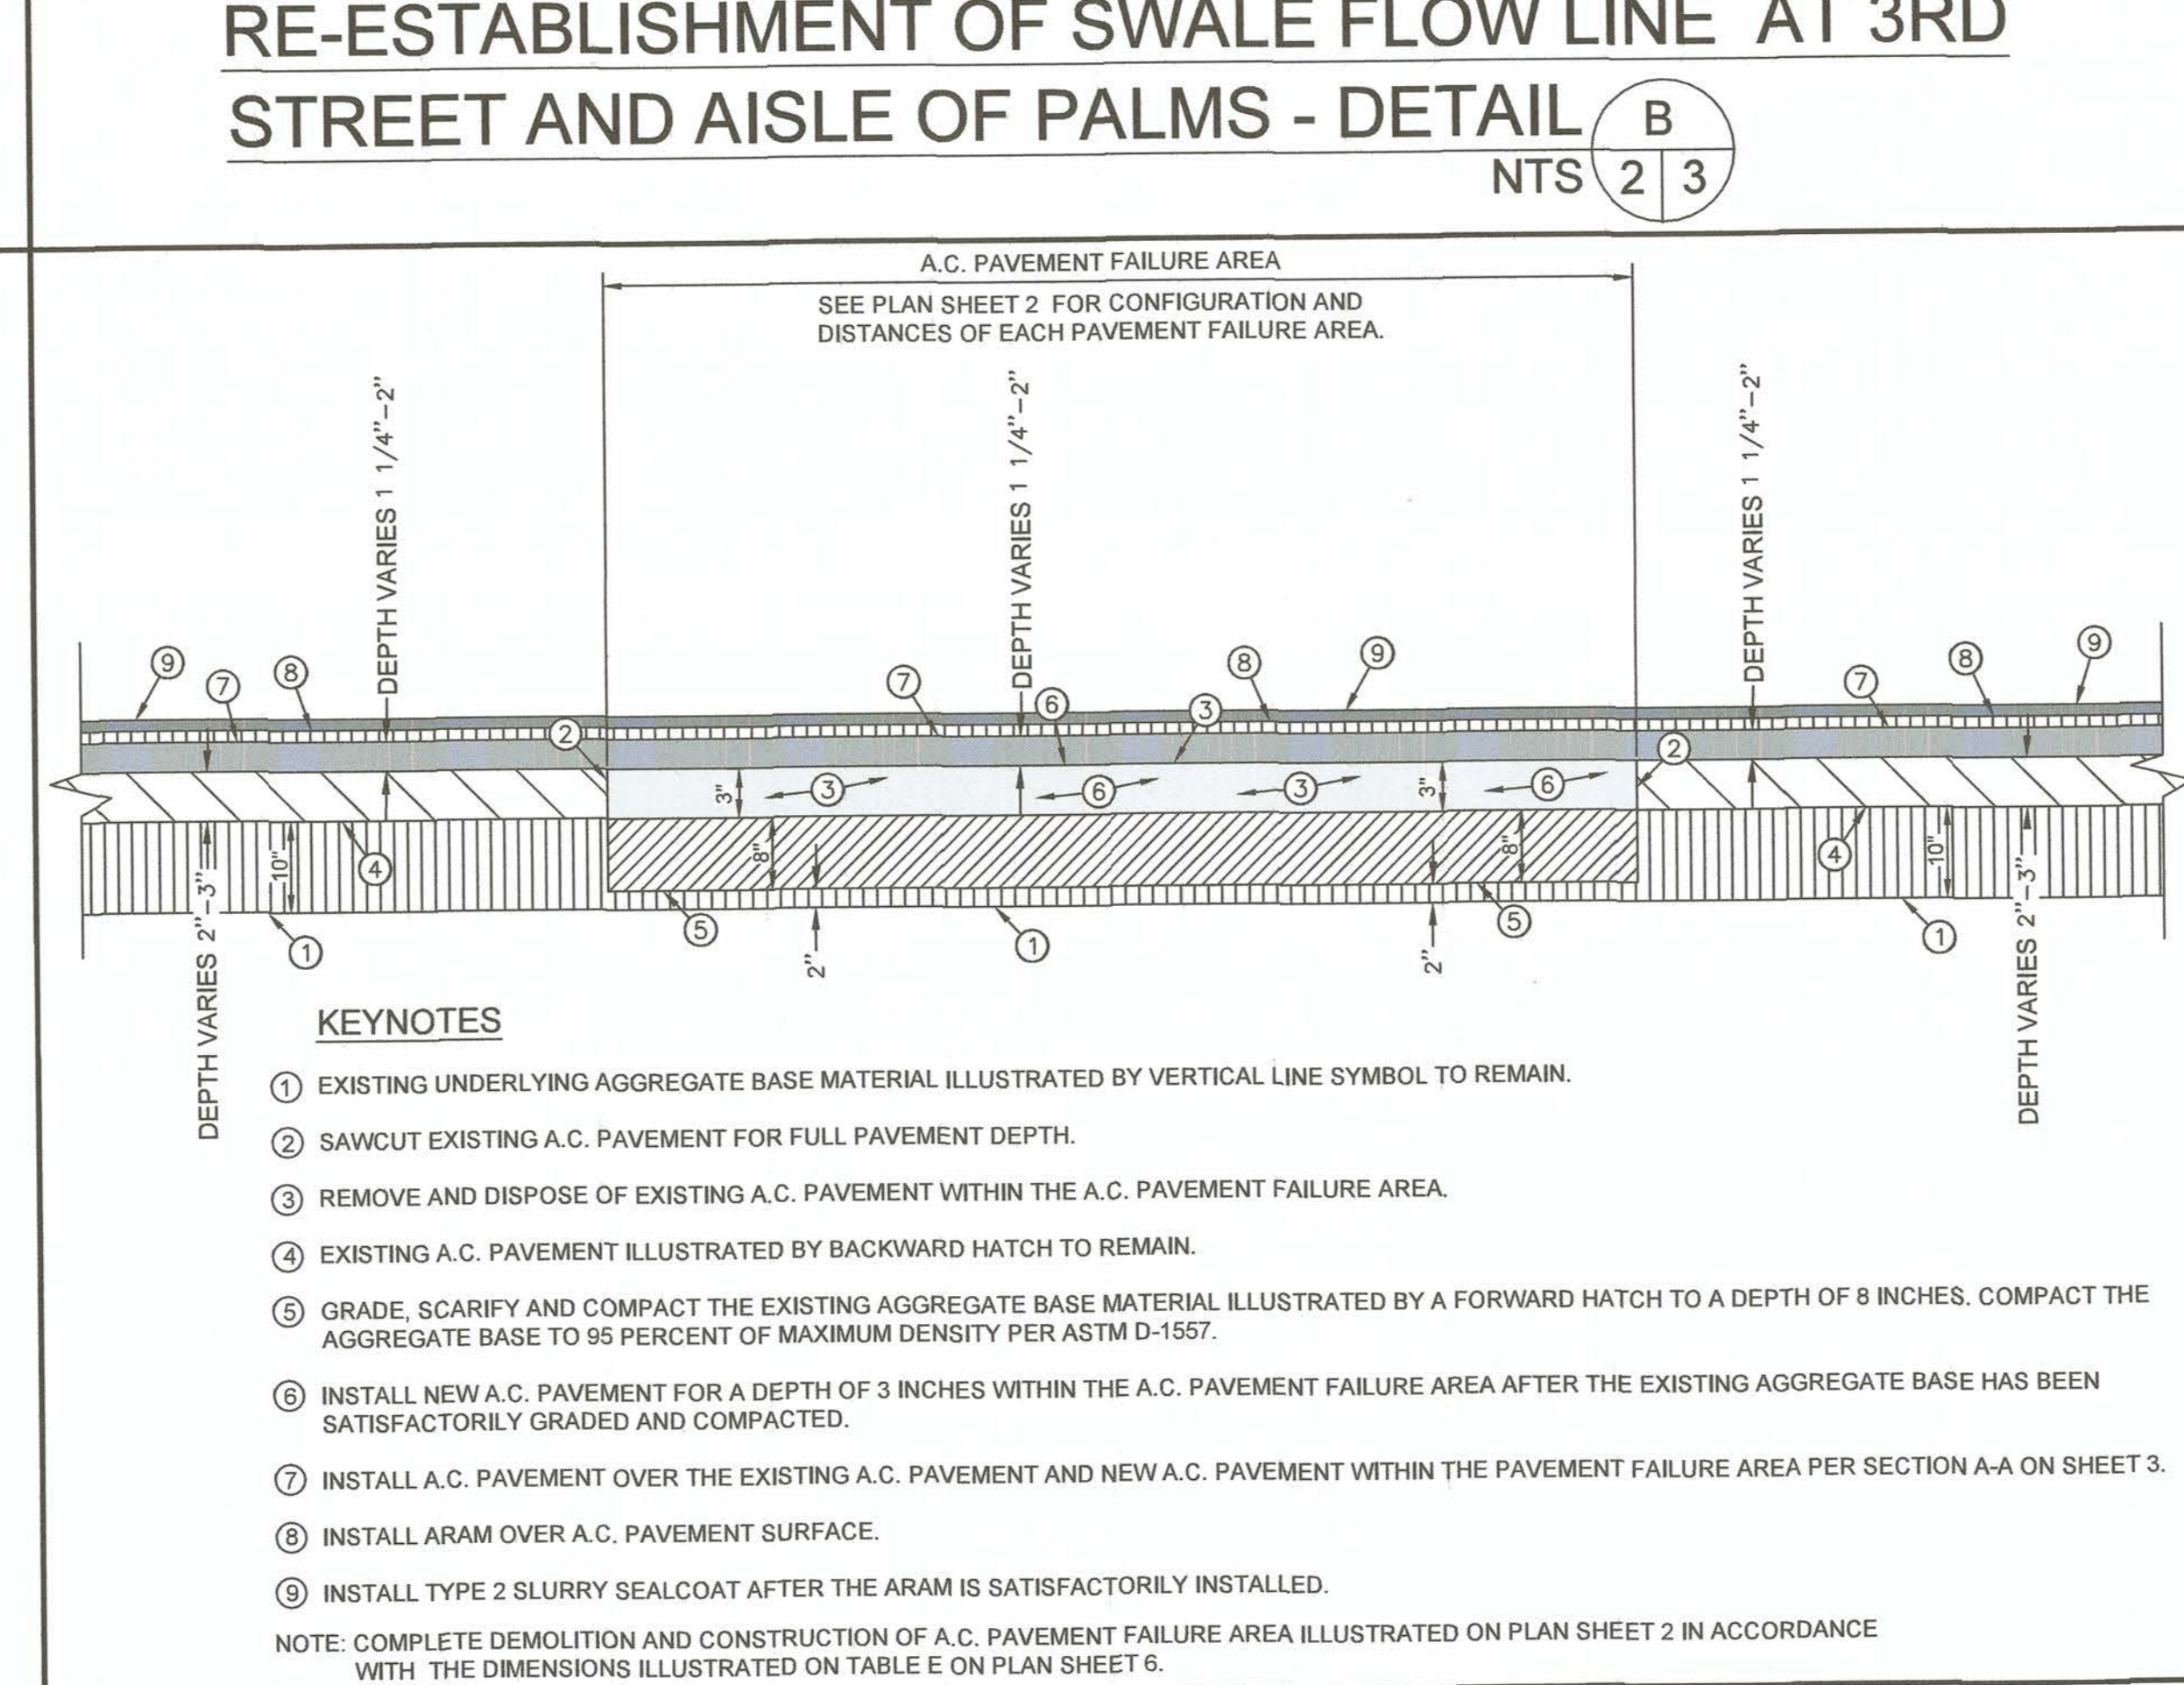 RE-ESTABLISHMENT OF SWALE FLOW LINE AT 3RD
STREET AND AISLE OF PALMS - DETAIL
B
NTS 2 3
A.C. PAVEMENT FAILURE AREA
SEE PLAN SHEET 2 FOR CONFIGURATION AND
DISTANCES OF EACH PAVEMENT FAILURE AREA.
DEPTH VARIES 1 1/4"-2"
DEPTH VARIES 1 1/4"-2"
DEPTH VARIES 1 1/4"-2"
9
7
8
2
7
6
3
8
9
2
7
8
9
3"
3
6
3
3"
6
10"
4
8"
8"
4
10"
1
5
2"
1
2"
5
1
DEPTH VARIES 2"-3"
DEPTH VARIES 2"-3"
KEYNOTES
1 EXISTING UNDERLYING AGGREGATE BASE MATERIAL ILLUSTRATED BY VERTICAL LINE SYMBOL TO REMAIN.
2 SAWCUT EXISTING A.C. PAVEMENT FOR FULL PAVEMENT DEPTH.
3 REMOVE AND DISPOSE OF EXISTING A.C. PAVEMENT WITHIN THE A.C. PAVEMENT FAILURE AREA.
4 EXISTING A.C. PAVEMENT ILLUSTRATED BY BACKWARD HATCH TO REMAIN.
5 GRADE, SCARIFY AND COMPACT THE EXISTING AGGREGATE BASE MATERIAL ILLUSTRATED BY A FORWARD HATCH TO A DEPTH OF 8 INCHES. COMPACT THE
AGGREGATE BASE TO 95 PERCENT OF MAXIMUM DENSITY PER ASTM D-1557.
6 INSTALL NEW A.C. PAVEMENT FOR A DEPTH OF 3 INCHES WITHIN THE A.C. PAVEMENT FAILURE AREA AFTER THE EXISTING AGGREGATE BASE HAS BEEN
SATISFACTORILY GRADED AND COMPACTED.
7 INSTALL A.C. PAVEMENT OVER THE EXISTING A.C. PAVEMENT AND NEW A.C. PAVEMENT WITHIN THE PAVEMENT FAILURE AREA PER SECTION A-A ON SHEET 3.
8 INSTALL ARAM OVER A.C. PAVEMENT SURFACE.
9 INSTALL TYPE 2 SLURRY SEALCOAT AFTER THE ARAM IS SATISFACTORILY INSTALLED.
NOTE: COMPLETE DEMOLITION AND CONSTRUCTION OF A.C. PAVEMENT FAILURE AREA ILLUSTRATED ON PLAN SHEET 2 IN ACCORDANCE
WITH THE DIMENSIONS ILLUSTRATED ON TABLE E ON PLAN SHEET 6.